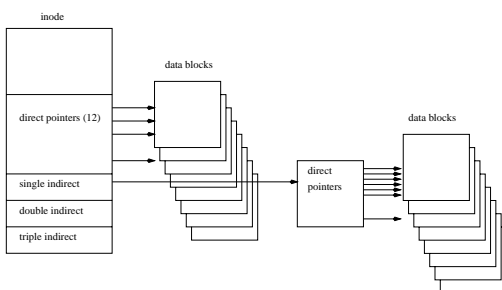 inode
data blocks
direct pointers (12)
data blocks
direct
pointers
single indirect
double indirect
triple indirect